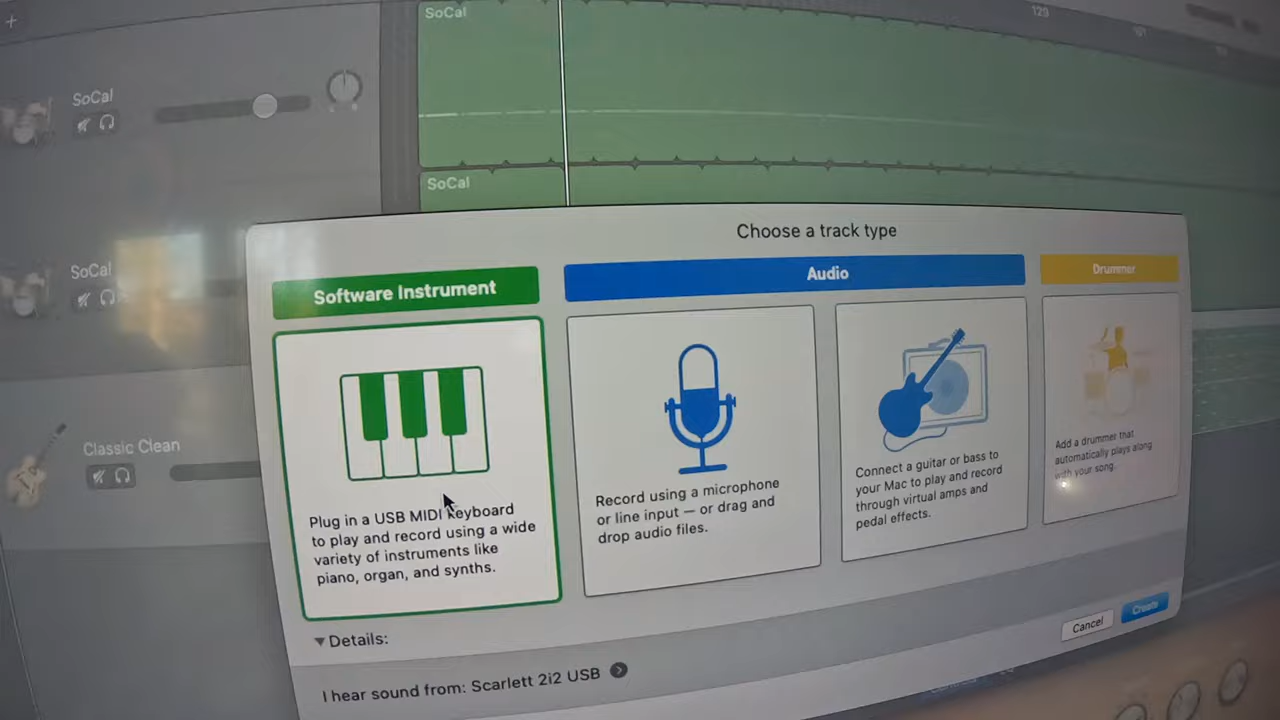 SoCal
129
SoCal
SoCal
SoCal
Choose a track type
Software Instrument
Audio
Drummer
Plug in a USB MIDI keyboard
to play and record using a wide
variety of instruments like
piano, organ, and synths.
Record using a microphone
or line input — or drag and
drop audio files.
Connect a guitar or bass to
your Mac to play and record
through virtual amps and
pedal effects.
Add a drummer that
automatically plays along
with your song.
Classic Clean
Details:
Cancel
Create
I hear sound from: Scarlett 2i2 USB